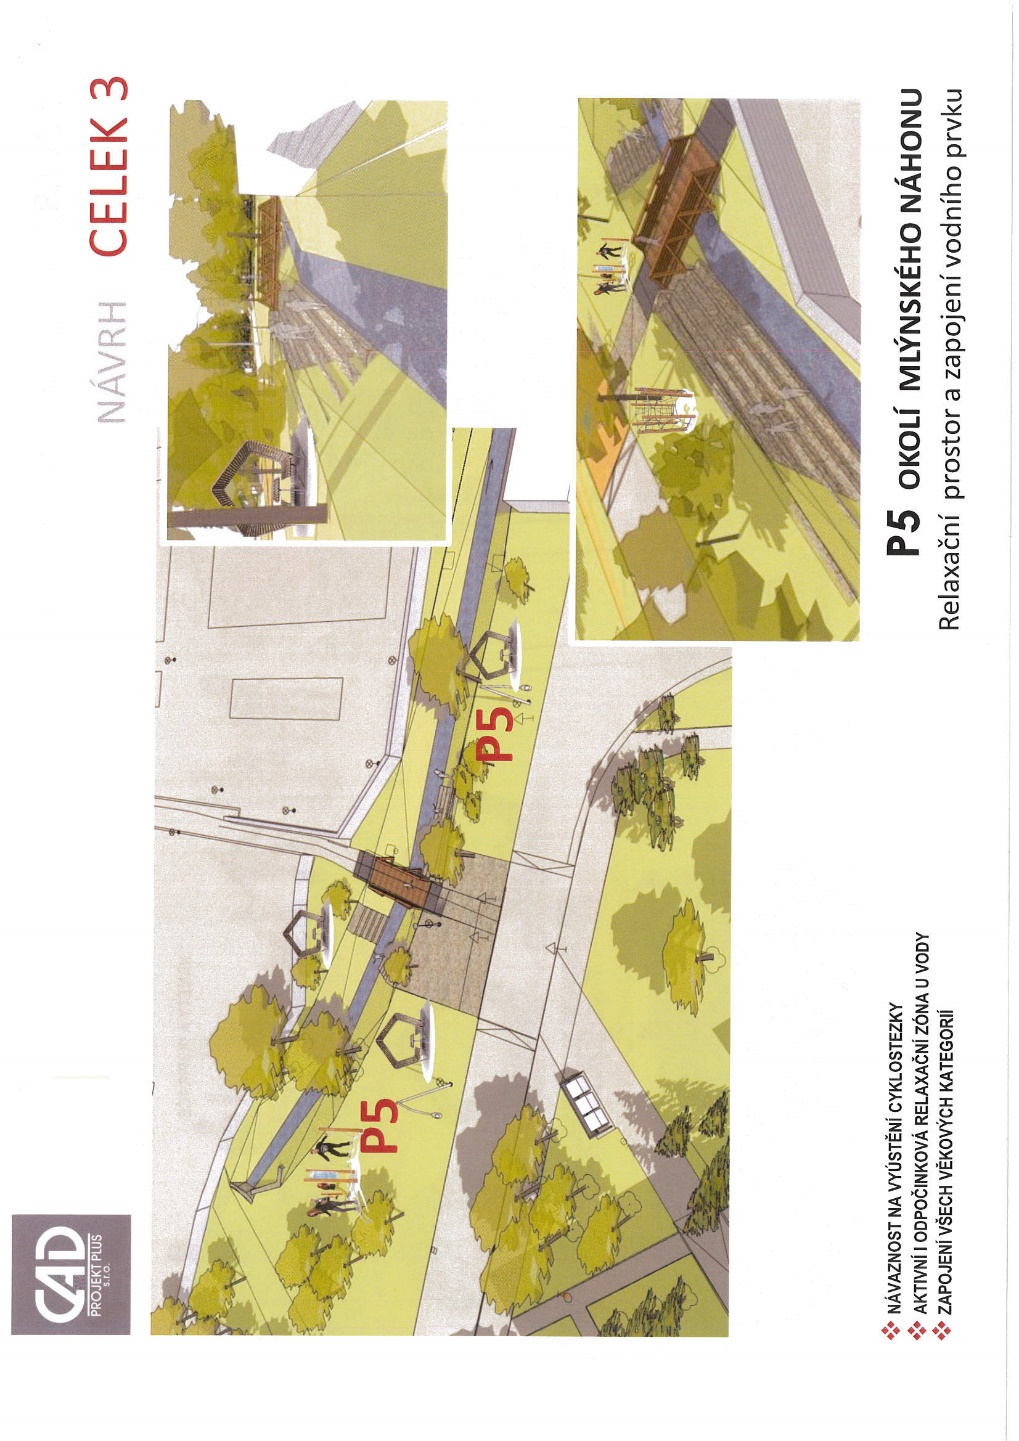 CAD
PROJEKT PLUS
s.r.o.
NÁVRH CELEK 3
P5
P5
P5 OKOLÍ MLÝNSKÉHO NÁHONU
Relaxační prostor a zapojení vodního prvku
NÁVAZNOST NA VYÚSTĚNÍ CYKLOSTEZKY
AKTIVNÍ I ODPOČINKOVÁ RELAXAČNÍ ZÓNA U VODY
ZAPOJENÍ VŠECH VĚKOVÝCH KATEGORIÍ